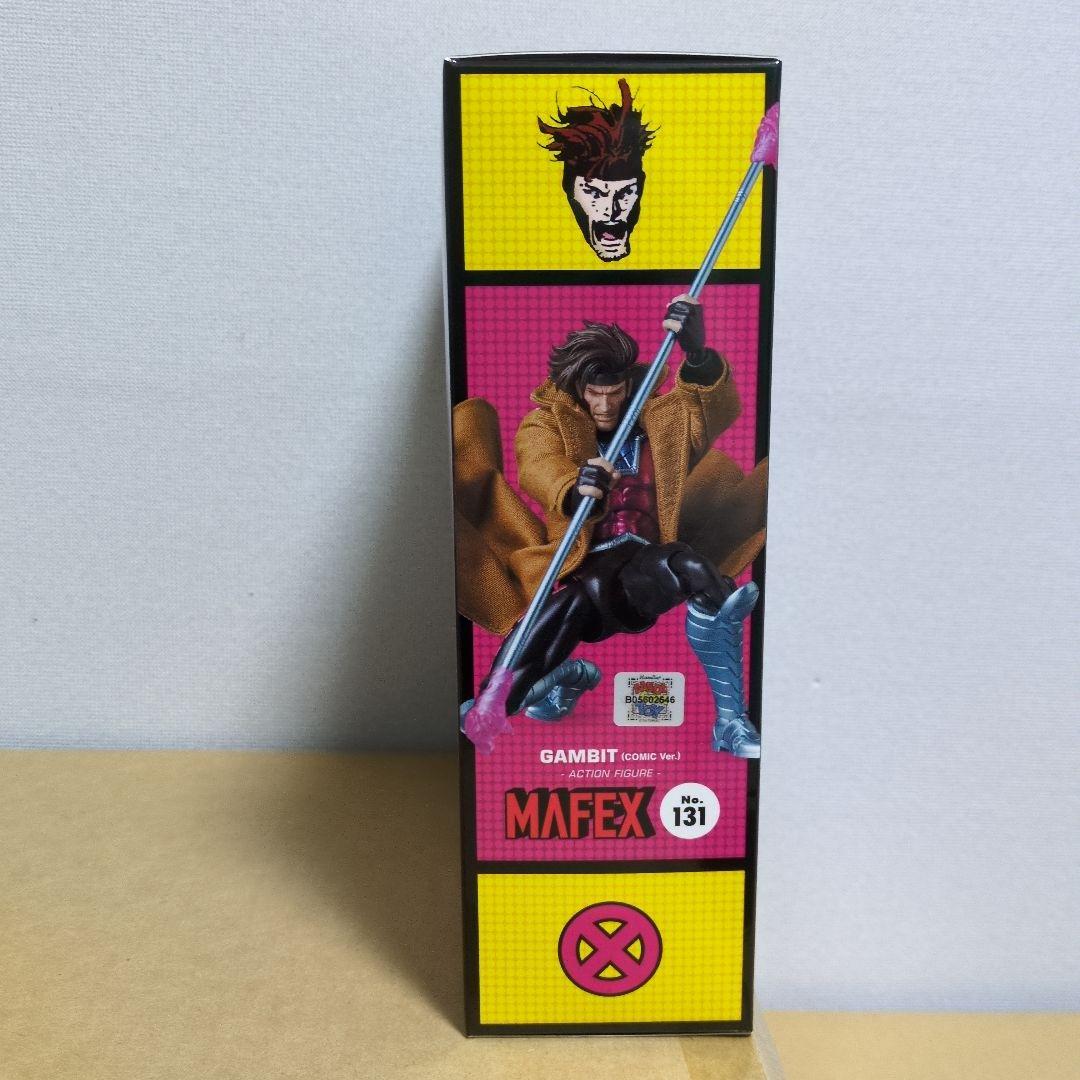 B05602646
GAMBIT (COMIC Ver.)
- ACTION FIGURE -
MAFEX
No.
131